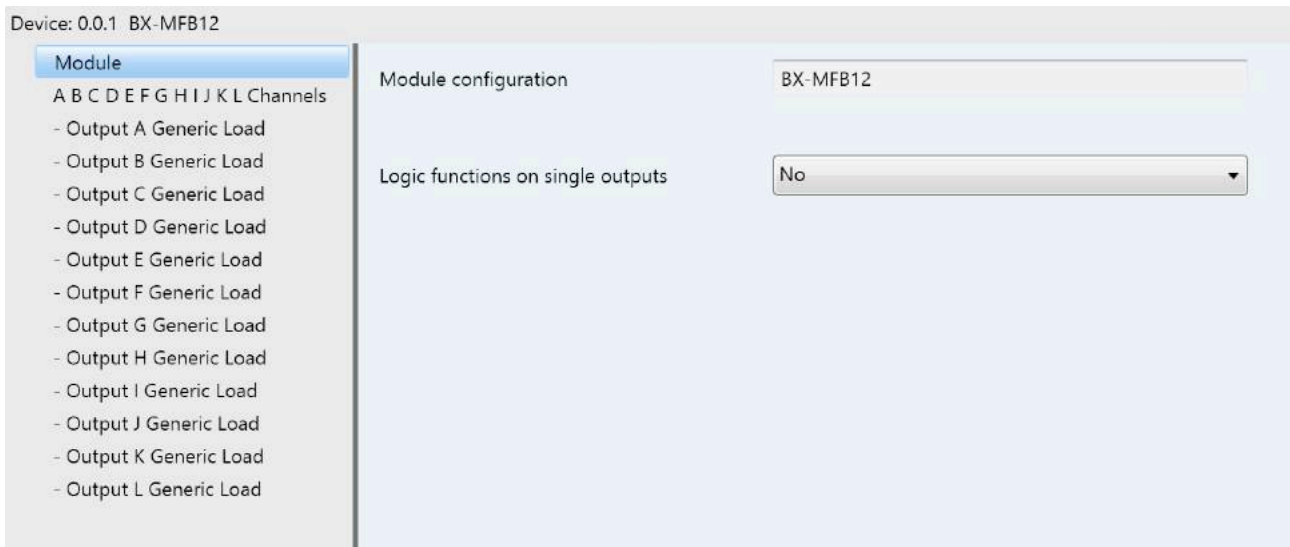 Device: 0.0.1 BX-MFB12
Module
A B C D E F G H I J K L Channels
- Output A Generic Load
- Output B Generic Load
- Output C Generic Load
- Output D Generic Load
- Output E Generic Load
- Output F Generic Load
- Output G Generic Load
- Output H Generic Load
- Output I Generic Load
- Output J Generic Load
- Output K Generic Load
- Output L Generic Load
Module configuration BX-MFB12
Logic functions on single outputs No